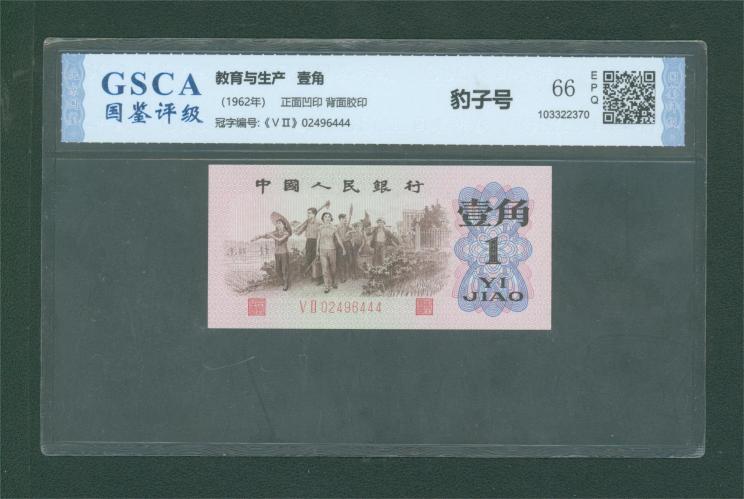 GSCA
国鉴评级
教育与生产 壹角
（1962年） 正面凹印 背面胶印
冠字编号:《ⅤⅡ》02496444
豹子号
66
EPQ
103322370
中國人民銀行
壹角
1
YI
JIAO
ⅤⅡ02496444